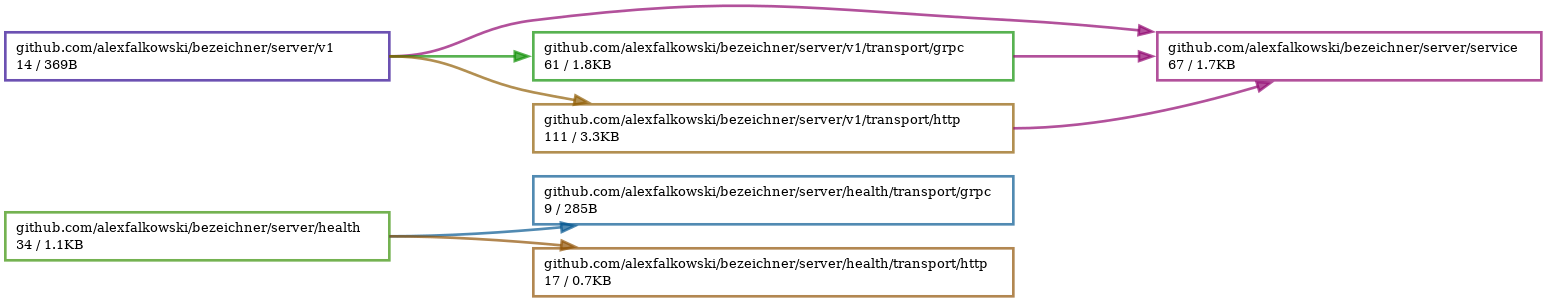 github.com/alexfalkowski/bezeichner/server/v1
14 / 369B
github.com/alexfalkowski/bezeichner/server/v1/transport/grpc
61 / 1.8KB
github.com/alexfalkowski/bezeichner/server/service
67 / 1.7KB
github.com/alexfalkowski/bezeichner/server/v1/transport/http
111 / 3.3KB
github.com/alexfalkowski/bezeichner/server/health/transport/grpc
9 / 285B
github.com/alexfalkowski/bezeichner/server/health
34 / 1.1KB
github.com/alexfalkowski/bezeichner/server/health/transport/http
17 / 0.7KB